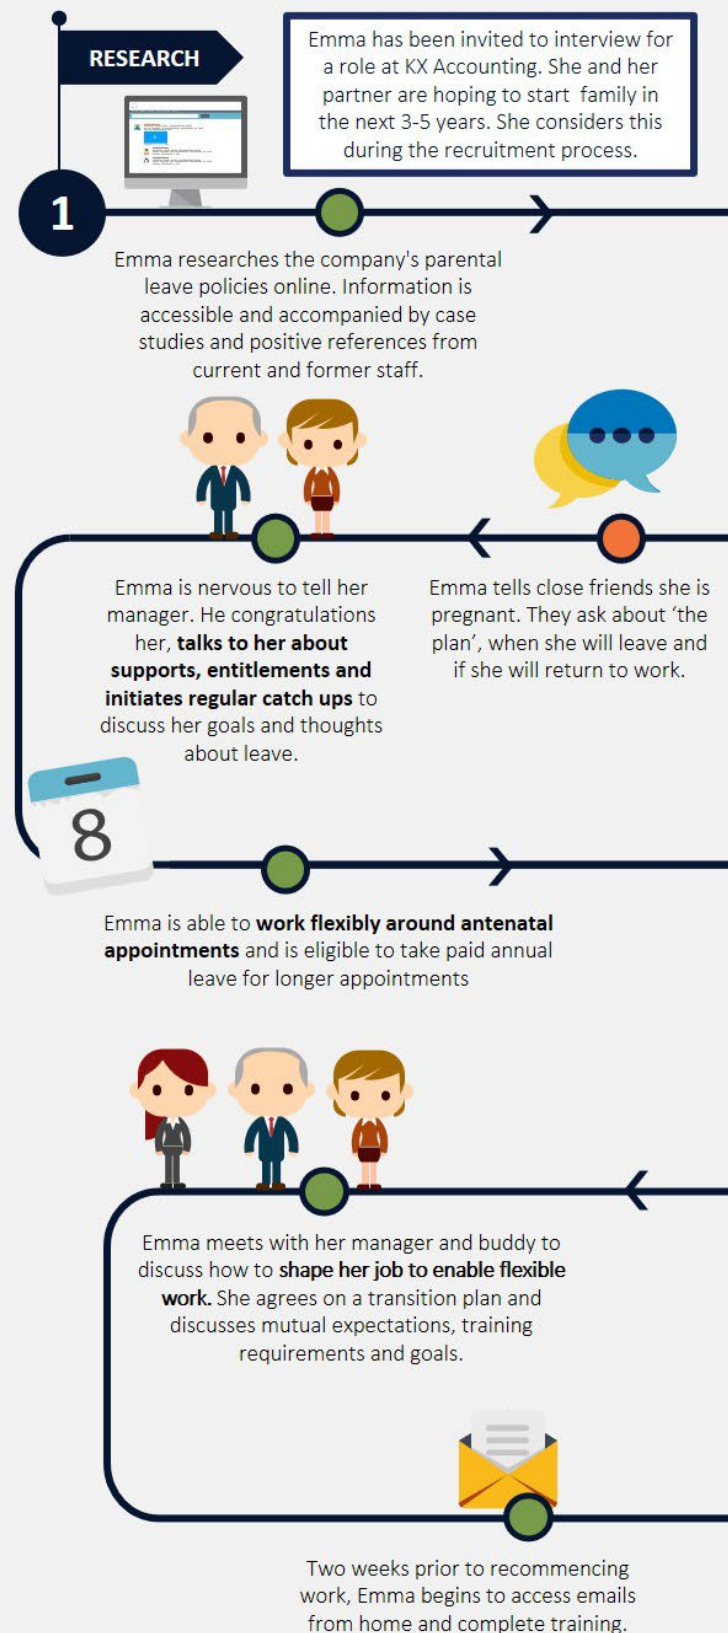 RESEARCH
Emma has been invited to interview for
a role at KX Accounting. She and her
partner are hoping to start  family in
the next 3-5 years. She considers this
during the recruitment process.
1
Emma researches the company's parental
leave policies online. Information is
accessible and accompanied by case
studies and positive references from
current and former staff.
Emma is nervous to tell her
manager. He congratulations
her, talks to her about
supports, entitlements and
initiates regular catch ups to
discuss her goals and thoughts
about leave.
Emma tells close friends she is
pregnant. They ask about ‘the
plan’, when she will leave and
if she will return to work.
8
Emma is able to work flexibly around antenatal
appointments and is eligible to take paid annual
leave for longer appointments
Emma meets with her manager and buddy to
discuss how to shape her job to enable flexible
work. She agrees on a transition plan and
discusses mutual expectations, training
requirements and goals.
Two weeks prior to recommencing
work, Emma begins to access emails
from home and complete training.